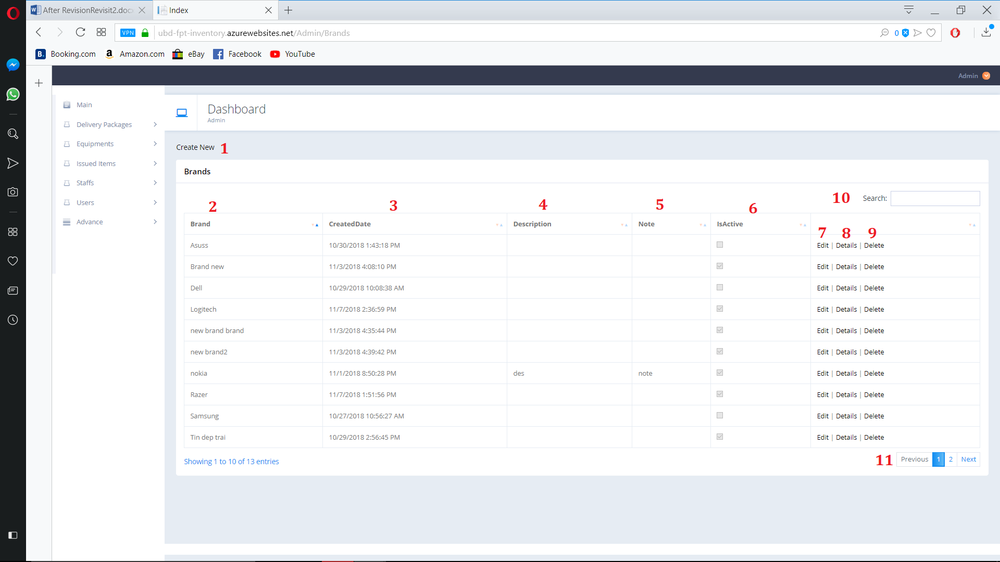 After RevisionRevisit2.docx
Index
VPN
ubd-fpt-inventory.azurewebsites.net/Admin/Brands
0
B. Booking.com
a Amazon.com
eBay
Facebook
YouTube
Admin
Main
Delivery Packages
Equipments
Issued Items
Staffs
Users
Advance
Dashboard
Admin
Create New 1
Brands
10 Search:
2 3 4 5 6
Brand CreatedDate Description Note IsActive
7 8 9
Asuss 10/30/2018 1:43:18 PM Edit | Details | Delete
Brand new 11/3/2018 4:08:10 PM Edit | Details | Delete
Dell 10/29/2018 10:08:38 AM Edit | Details | Delete
Logitech 11/7/2018 2:36:59 PM Edit | Details | Delete
new brand brand 11/3/2018 4:35:44 PM Edit | Details | Delete
new brand2 11/3/2018 4:39:42 PM Edit | Details | Delete
nokia 11/1/2018 8:50:28 PM des note Edit | Details | Delete
Razer 11/7/2018 1:51:56 PM Edit | Details | Delete
Samsung 10/27/2018 10:56:27 AM Edit | Details | Delete
Tin dep trai 10/29/2018 2:56:45 PM Edit | Details | Delete
Showing 1 to 10 of 13 entries
11 Previous 1 2 Next